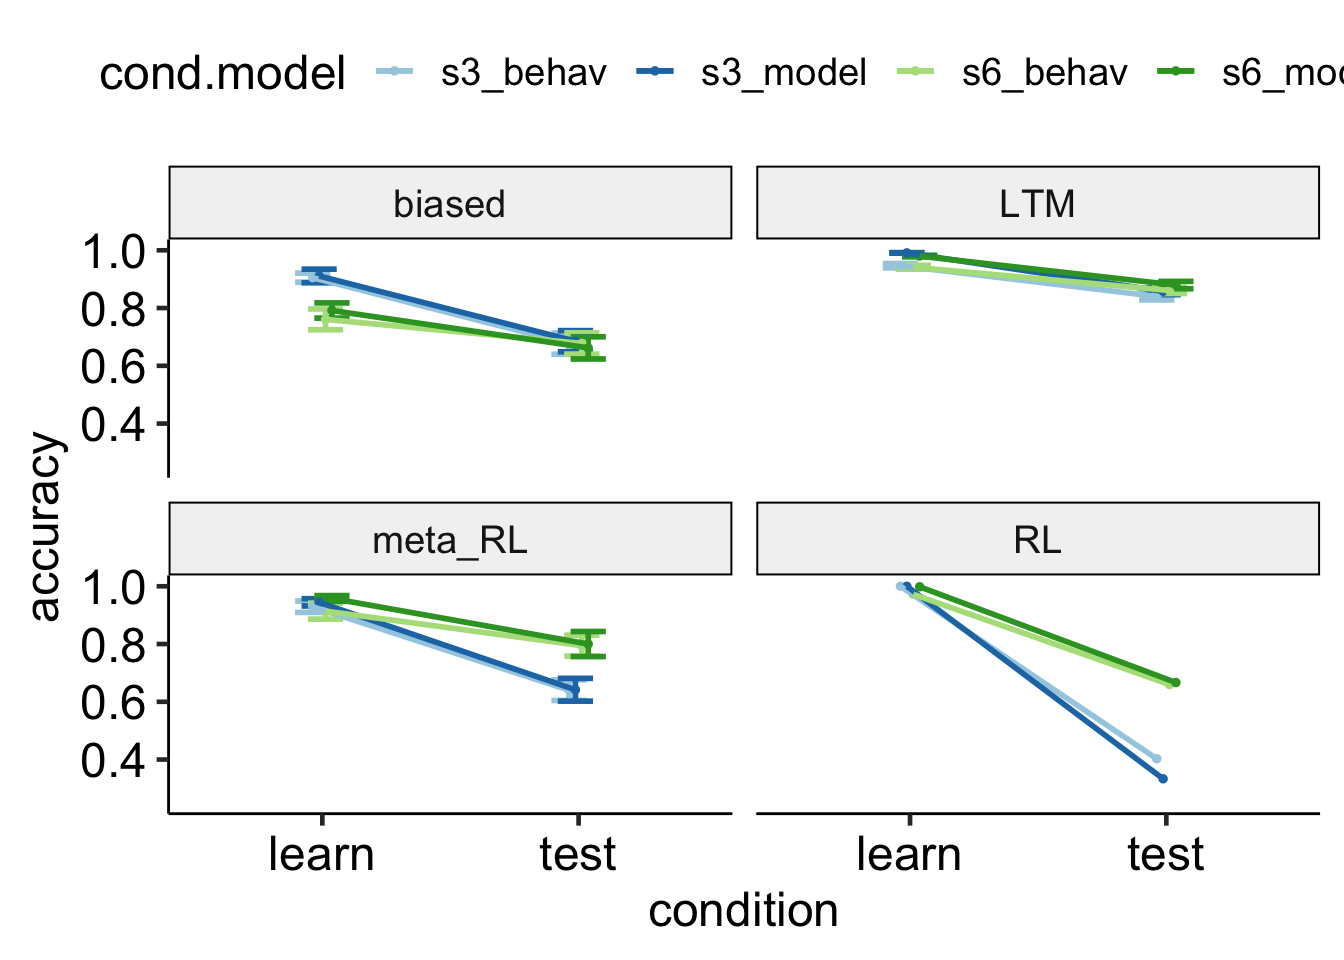 cond.model s3_behav s3_model s6_behav s6_mo
biased LTM
1.0
0.8
0.6
0.4
meta_RL RL
1.0
0.8
0.6
0.4
accuracy
learn test learn test
condition